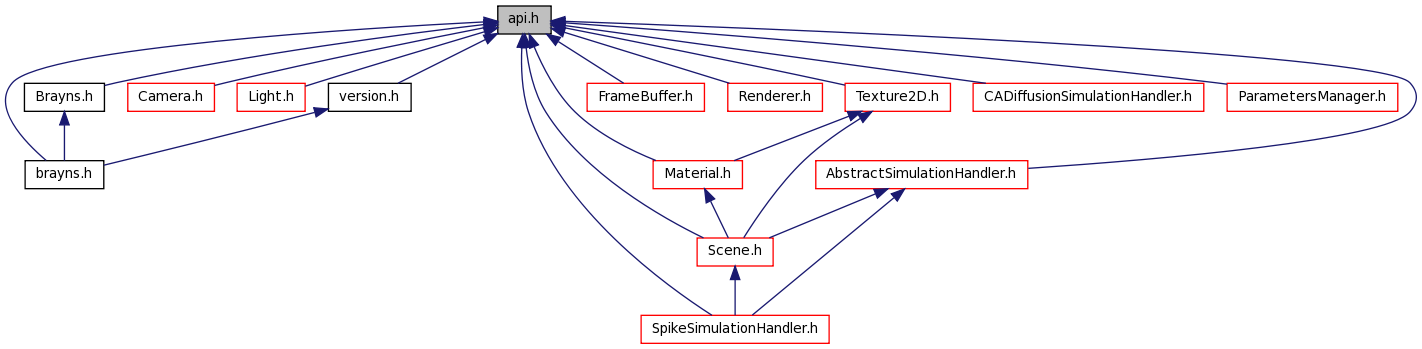 api.h
Brayns.h
Camera.h
Light.h
version.h
FrameBuffer.h
Renderer.h
Texture2D.h
CADiffusionSimulationHandler.h
ParametersManager.h
brayns.h
Material.h
AbstractSimulationHandler.h
Scene.h
SpikeSimulationHandler.h